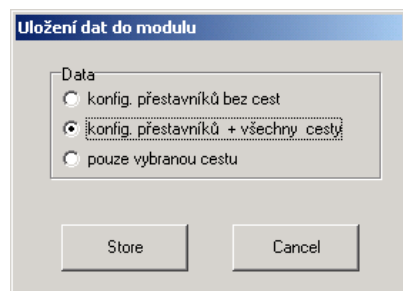 Uložení dat do modulu
Data
konfig. přestavníků bez cest
konfig. přestavníků + všechny cesty
pouze vybranou cestu
Store
Cancel